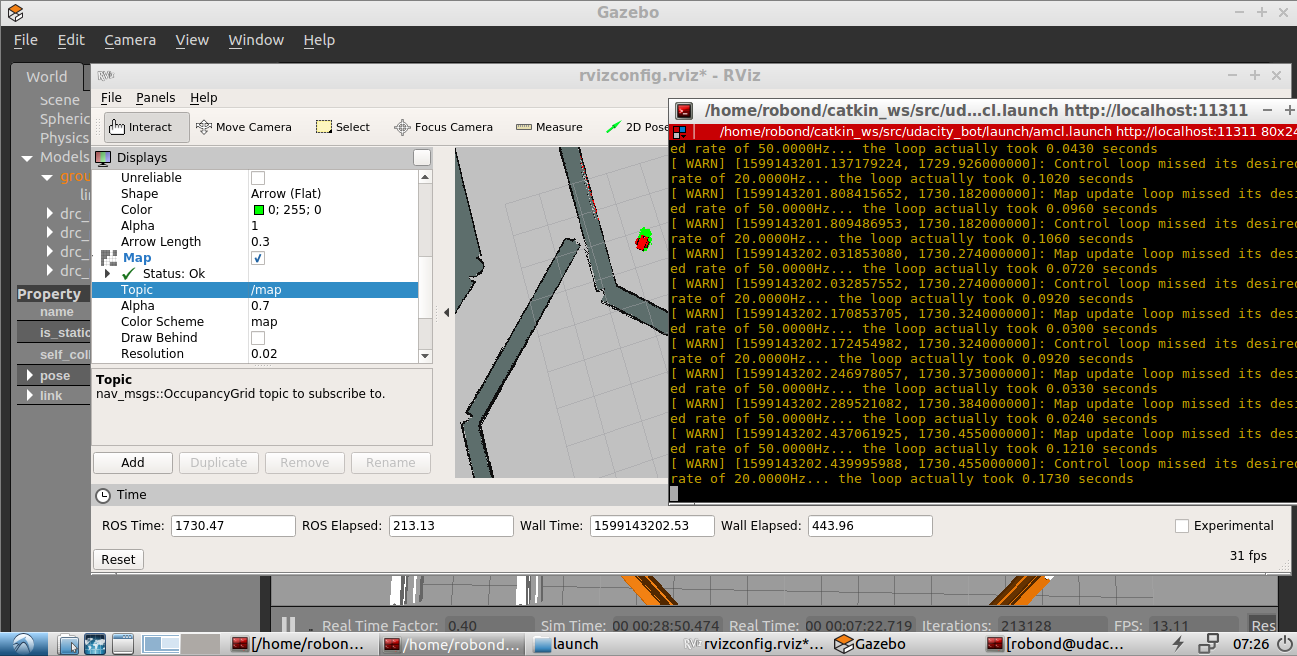 Gazebo
File Edit Camera View Window Help
World
Scene
Spheric
Physics
Models
grou
lin
drc_
drc_
drc_
drc_
Property
name
is_static
self_coll
pose
link
RViz
rvizconfig.rviz* - RViz
File Panels Help
Interact Move Camera Select Focus Camera Measure 2D Pose
Displays
Unreliable
Shape Arrow (Flat)
Color 0; 255; 0
Alpha 1
Arrow Length 0.3
Map
Status: Ok
Topic /map
Alpha 0.7
Color Scheme map
Draw Behind
Resolution 0.02
Topic
nav_msgs::OccupancyGrid topic to subscribe to.
Add Duplicate Remove Rename
/home/robond/catkin_ws/src/ud...cl.launch http://localhost:11311
/home/robond/catkin_ws/src/udacity_bot/launch/amcl.launch http://localhost:11311 80x24
ed rate of 50.0000Hz... the loop actually took 0.0430 seconds
[ WARN] [1599143201.137179224, 1729.926000000]: Control loop missed its desired
rate of 20.0000Hz... the loop actually took 0.1020 seconds
[ WARN] [1599143201.808415652, 1730.182000000]: Map update loop missed its desir
ed rate of 50.0000Hz... the loop actually took 0.0960 seconds
[ WARN] [1599143201.809486953, 1730.182000000]: Control loop missed its desired
rate of 20.0000Hz... the loop actually took 0.1060 seconds
[ WARN] [1599143202.031853080, 1730.274000000]: Map update loop missed its desir
ed rate of 50.0000Hz... the loop actually took 0.0720 seconds
[ WARN] [1599143202.032857552, 1730.274000000]: Control loop missed its desired
rate of 20.0000Hz... the loop actually took 0.0920 seconds
[ WARN] [1599143202.170853705, 1730.324000000]: Map update loop missed its desir
ed rate of 50.0000Hz... the loop actually took 0.0300 seconds
[ WARN] [1599143202.172454982, 1730.324000000]: Control loop missed its desired
rate of 20.0000Hz... the loop actually took 0.0920 seconds
[ WARN] [1599143202.246978057, 1730.373000000]: Map update loop missed its desir
ed rate of 50.0000Hz... the loop actually took 0.0330 seconds
[ WARN] [1599143202.289521082, 1730.384000000]: Map update loop missed its desir
ed rate of 50.0000Hz... the loop actually took 0.0240 seconds
[ WARN] [1599143202.437061925, 1730.455000000]: Map update loop missed its desir
ed rate of 50.0000Hz... the loop actually took 0.1210 seconds
[ WARN] [1599143202.439995988, 1730.455000000]: Control loop missed its desired
rate of 20.0000Hz... the loop actually took 0.1730 seconds
Time
ROS Time: 1730.47 ROS Elapsed: 213.13 Wall Time: 1599143202.53 Wall Elapsed: 443.96 Experimental
Reset 31 fps
Real Time Factor: 0.40 Sim Time: 00 00:28:50.474 Real Time: 00 00:07:22.719 Iterations: 213128 FPS: 13.11 Res
[/home/robon... /home/robond... launch RViz rvizconfig.rviz*... Gazebo [robond@udac... 07:26